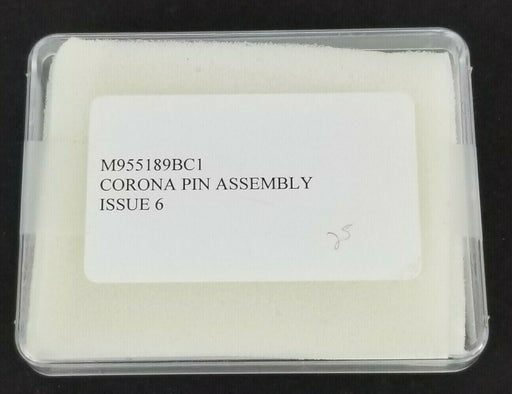 M955189BC1
CORONA PIN ASSEMBLY
ISSUE 6
25